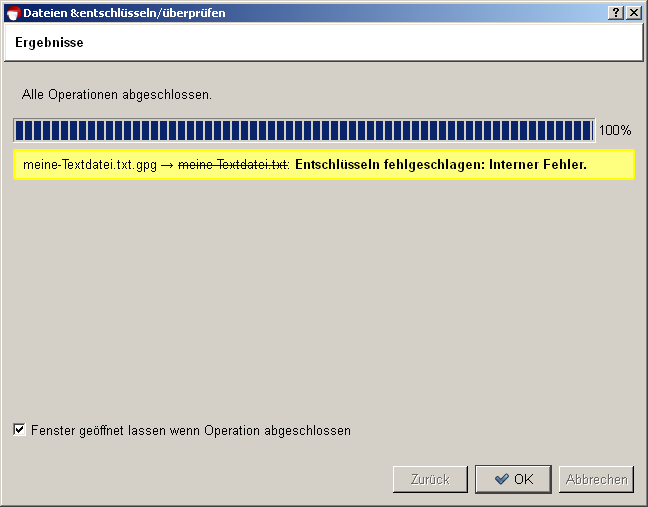 Dateien &entschlüsseln/überprüfen
Ergebnisse
Alle Operationen abgeschlossen.
100%
meine-Textdatei.txt.gpg → meine-Textdatei.txt: Entschlüsseln fehlgeschlagen: Interner Fehler.
Fenster geöffnet lassen wenn Operation abgeschlossen
Zurück OK Abbrechen